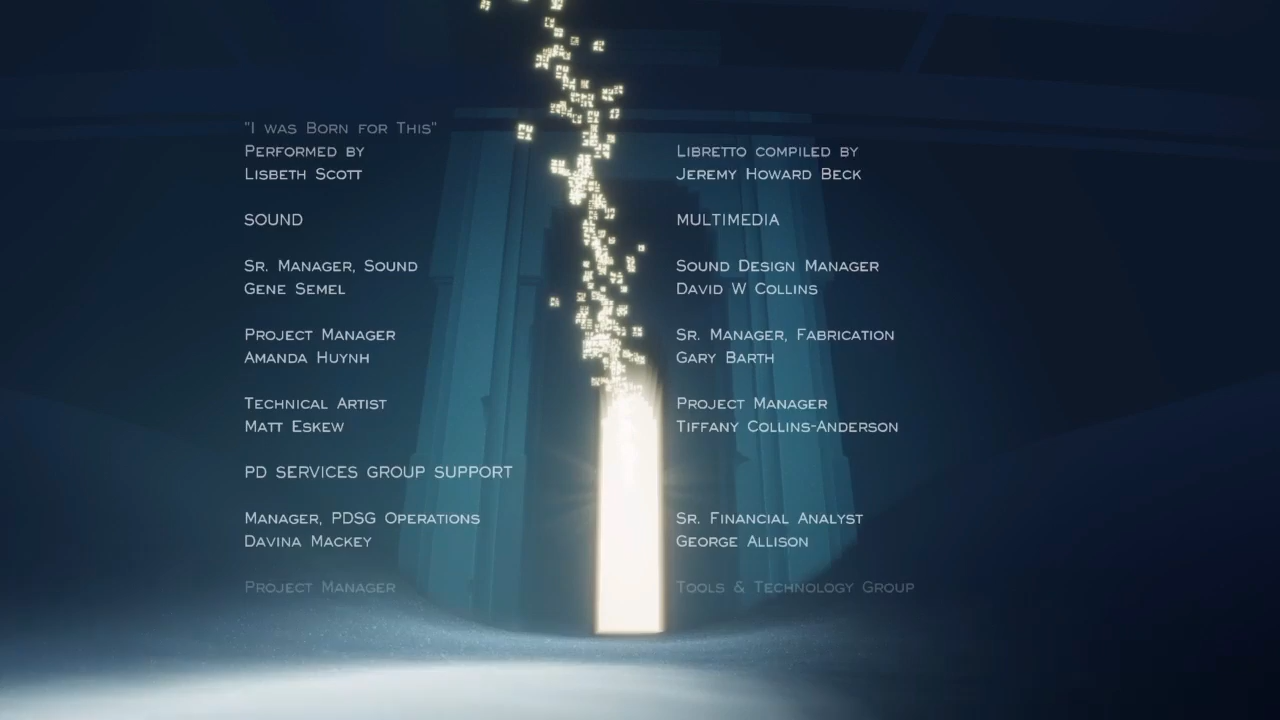 "I was Born for This"
Performed by
Lisbeth Scott
Libretto compiled by
Jeremy Howard Beck
SOUND
MULTIMEDIA
Sr. Manager, Sound
Gene Semel
Sound Design Manager
David W Collins
Project Manager
Amanda Huynh
Sr. Manager, Fabrication
Gary Barth
Technical Artist
Matt Eskew
Project Manager
Tiffany Collins-Anderson
PD SERVICES GROUP SUPPORT
Manager, PDSG Operations
Davina Mackey
Sr. Financial Analyst
George Allison
Project Manager
Tools & Technology Group